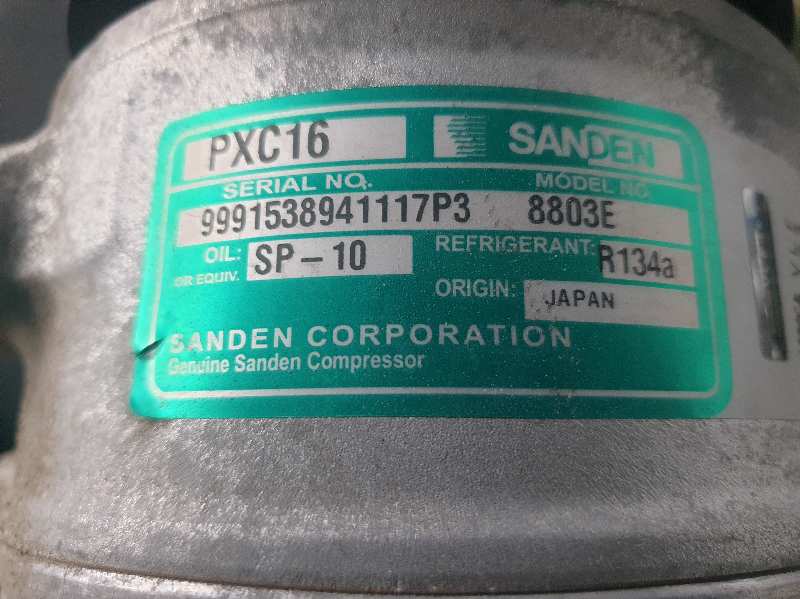 PXC16 SANDEN
SERIAL NO. MODEL NO.
9991538941117P3 8803E
OIL: SP-10 REFRIGERANT: R134a
OR EQUIV.
ORIGIN: JAPAN
SANDEN CORPORATION
Genuine Sanden Compressor